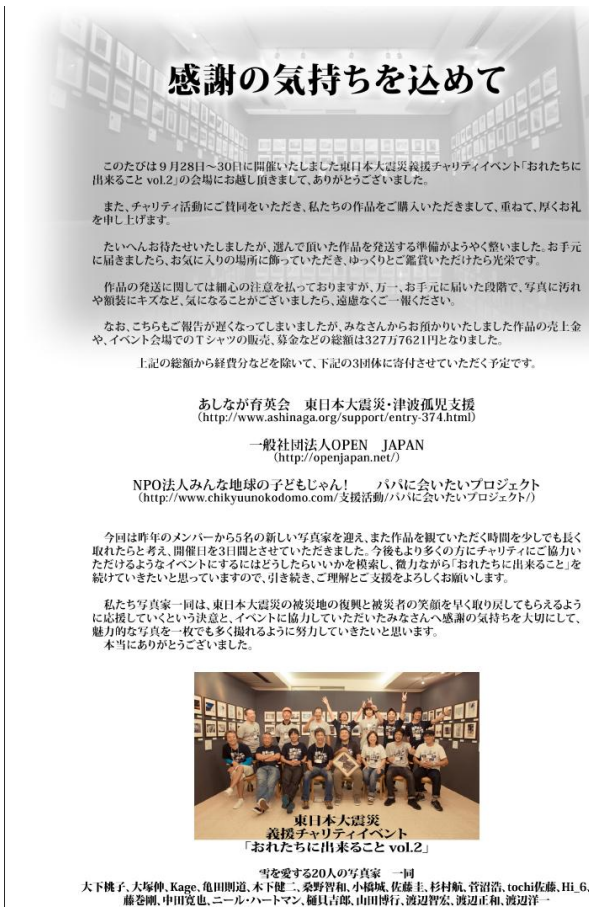 感謝の気持ちを込めて
このたびは９月28日～30日に開催いたしました東日本大震災義援チャリティイベント「おれたちに
出来ること vol.2」の会場にお越し頂きまして、ありがとうございました。
また、チャリティ活動にご賛同をいただき、私たちの作品をご購入いただきまして、重ねて、厚くお礼
を申し上げます。
たいへんお待たせいたしましたが、選んで頂いた作品を発送する準備がようやく整いました。お手元
に届きましたら、お気に入りの場所に飾っていただき、ゆっくりとご鑑賞いただけたら光栄です。
作品の発送に関しては細心の注意を払っておりますが、万一、お手元に届いた段階で、写真に汚れ
や額装にキズなど、気になることがございましたら、遠慮なくご一報ください。
なお、こちらもご報告が遅くなってしまいましたが、みなさんからお預かりいたしました作品の売上金
や、イベント会場でのＴシャツの販売、募金などの総額は327万7621円となりました。
上記の総額から経費分などを除いて、下記の3団体に寄付させていただく予定です。
あしなが育英会　東日本大震災・津波孤児支援
（http://www.ashinaga.org/support/entry-374.html）
一般社団法人OPEN　JAPAN
（http://openjapan.net/）
NPO法人みんな地球の子どもじゃん！　　パパに会いたいプロジェクト
（http://www.chikyuunokodomo.com/支援活動/パパに会いたいプロジェクト/）
今回は昨年のメンバーから5名の新しい写真家を迎え、また作品を観ていただく時間を少しでも長く
取れたらと考え、開催日を3日間とさせていただきました。今後もより多くの方にチャリティにご協力い
ただけるようなイベントにするにはどうしたらいいかを模索し、微力ながら「おれたちに出来ること」を
続けていきたいと思っていますので、引き続き、ご理解とご支援をよろしくお願いします。
私たち写真家一同は、東日本大震災の被災地の復興と被災者の笑顔を早く取り戻してもらえるよう
に応援していくという決意と、イベントに協力していただいたみなさんへ感謝の気持ちを大切にして、
魅力的な写真を一枚でも多く撮れるように努力していきたいと思います。
本当にありがとうございました。
東日本大震災
義援チャリティイベント
「おれたちに出来ること vol.2」
雪を愛する20人の写真家　一同
大下桃子、大塚伸、Kage、亀田則道、木下健二、桑野智和、小橋城、佐藤圭、杉村航、菅沼浩、tochi佐藤、Hi_6、
藤巻剛、中田寛也、ニール・ハートマン、樋貝吉郎、山田博行、渡辺智宏、渡辺正和、渡辺洋一